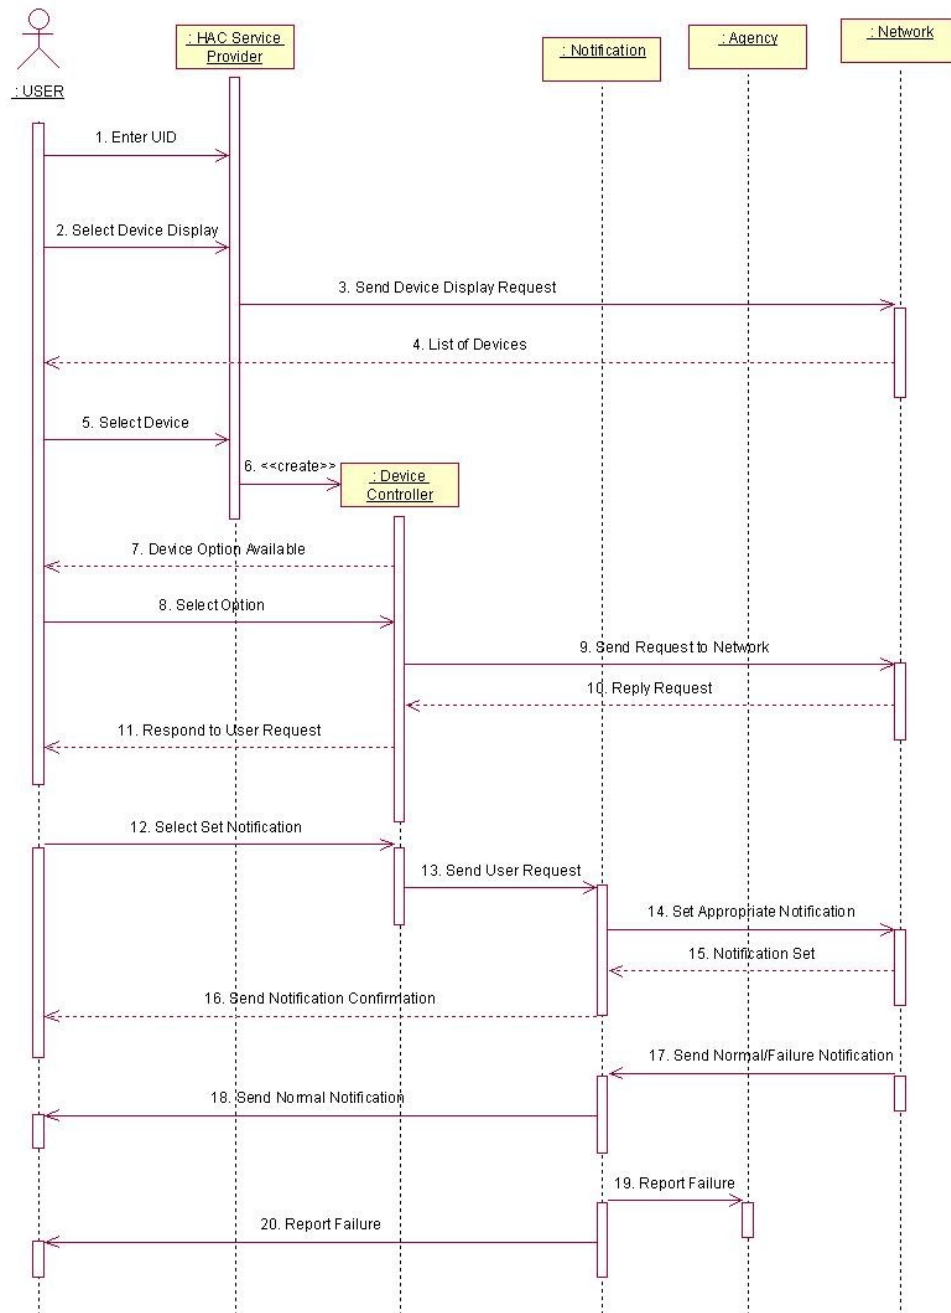 : USER
: HAC Service
Provider
: Notification
: Agency
: Network
1. Enter UID
2. Select Device Display
3. Send Device Display Request
4. List of Devices
5. Select Device
6. <<create>>
: Device
Controller
7. Device Option Available
8. Select Option
9. Send Request to Network
10. Reply Request
11. Respond to User Request
12. Select Set Notification
13. Send User Request
14. Set Appropriate Notification
15. Notification Set
16. Send Notification Confirmation
17. Send Normal/Failure Notification
18. Send Normal Notification
19. Report Failure
20. Report Failure